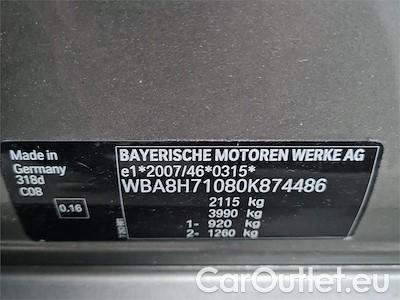 Made in
Germany
318d
C08
0.16
BAYERISCHE MOTOREN WERKE AG
e1*2007/46*0315*
WBA8H71080K874486
2115 kg
3990 kg
1- 920 kg
2- 1260 kg
CarOutlet.eu